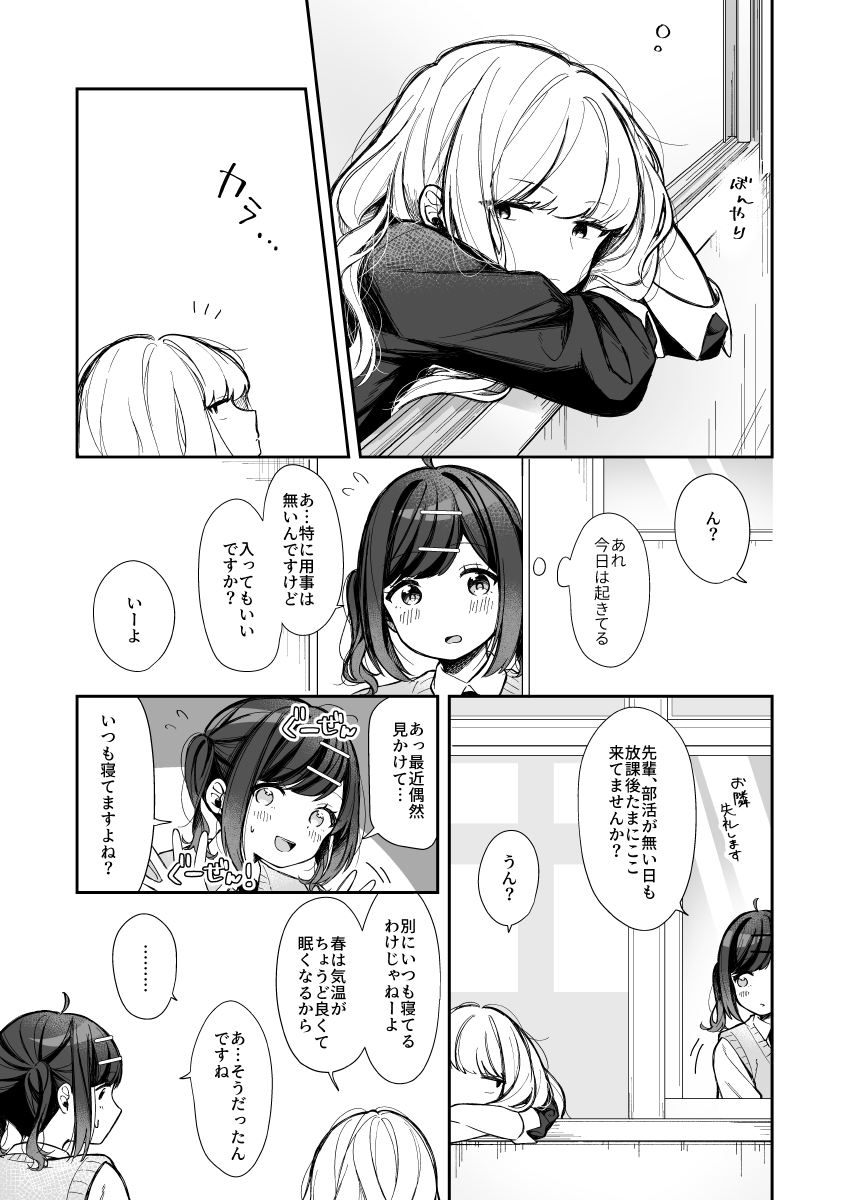 ぼんやり
カラ…
ん?
あれ
今日は起きてる
あ…特に用事は
無いんですけど
入ってもいい
ですか?
いーよ
お隣
失礼します
先輩、部活が無い日も
放課後たまにここ
来てませんか?
うん?
あっ最近偶然
見かけて…
ぐーぜん
ぐーぜん!
いつも寝てますよね?
別にいつも寝てる
わけじゃねーよ
春は気温が
ちょうど良くて
眠くなるから
あ…そうだったん
ですね
………